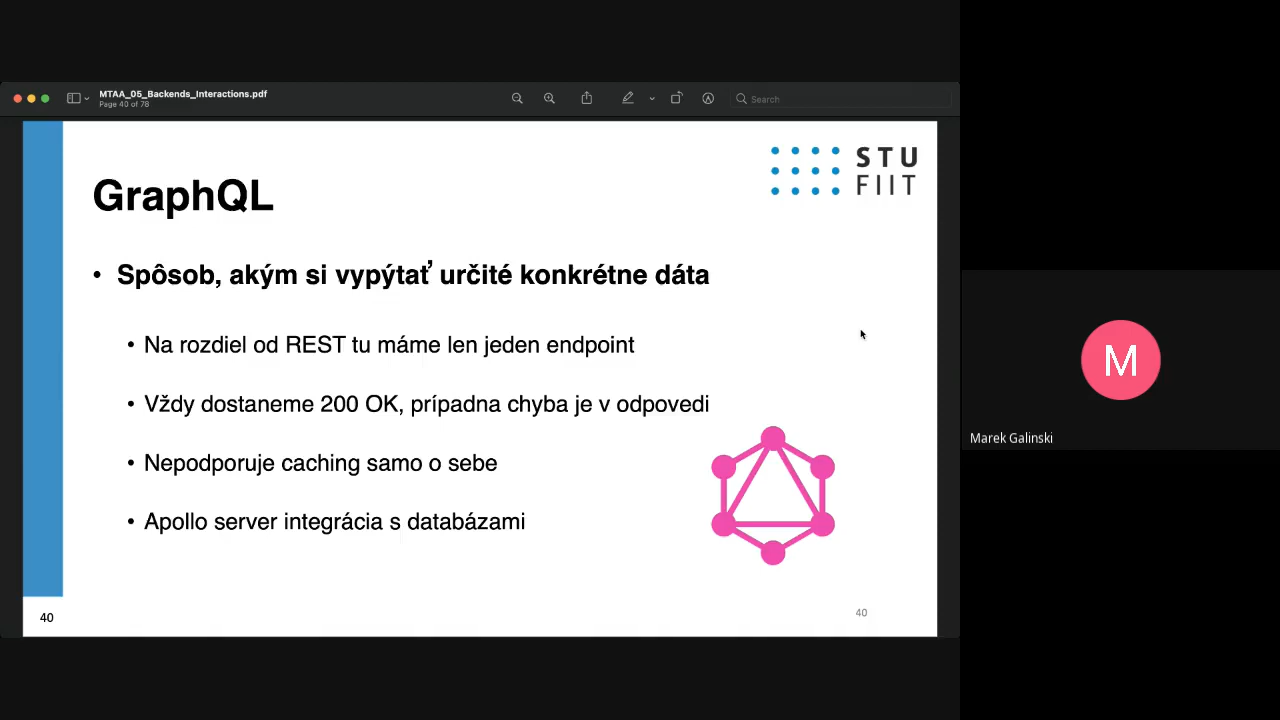 MTAA_05_Backends_Interactions.pdf
Page 40 of 78
Search
STU
FIIT
GraphQL
• Spôsob, akým si vypýtať určité konkrétne dáta
• Na rozdiel od REST tu máme len jeden endpoint
• Vždy dostaneme 200 OK, prípadna chyba je v odpovedi
• Nepodporuje caching samo o sebe
• Apollo server integrácia s databázami
40
40
M
Marek Galinski